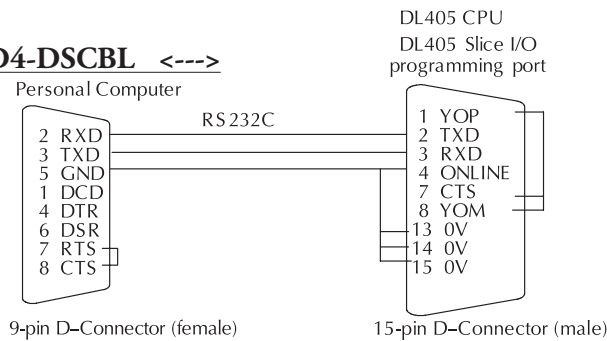 DL405 CPU
DL405 Slice I/O
programming port
D4-DSCBL <--->
Personal Computer
RS232C
2 RXD
3 TXD
5 GND
1 DCD
4 DTR
6 DSR
7 RTS
8 CTS
1 YOP
2 TXD
3 RXD
4 ONLINE
7 CTS
8 YOM
13 0V
14 0V
15 0V
9-pin D–Connector (female)
15-pin D–Connector (male)